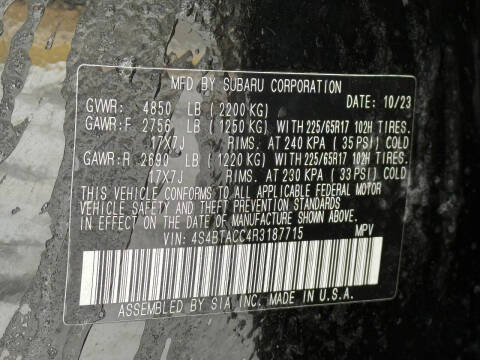 MFD BY SUBARU CORPORATION
GVWR: 4850 LB (2200 KG) DATE: 10/23
GAWR:F 2756 LB (1250 KG) WITH 225/65R17 102H TIRES.
17X7J RIMS. AT 240 KPA (35 PSI) COLD
GAWR:R 2690 LB (1220 KG) WITH 225/65R17 102H TIRES.
17X7J RIMS. AT 230 KPA (33 PSI) COLD
THIS VEHICLE CONFORMS TO ALL APPLICABLE FEDERAL MOTOR
VEHICLE SAFETY AND THEFT PREVENTION STANDARDS
IN EFFECT ON THE DATE OF MANUFACTURE SHOWN ABOVE.
VIN: 4S4BTACC4R3187715 MPV
ASSEMBLED BY SIA, INC. MADE IN U.S.A.